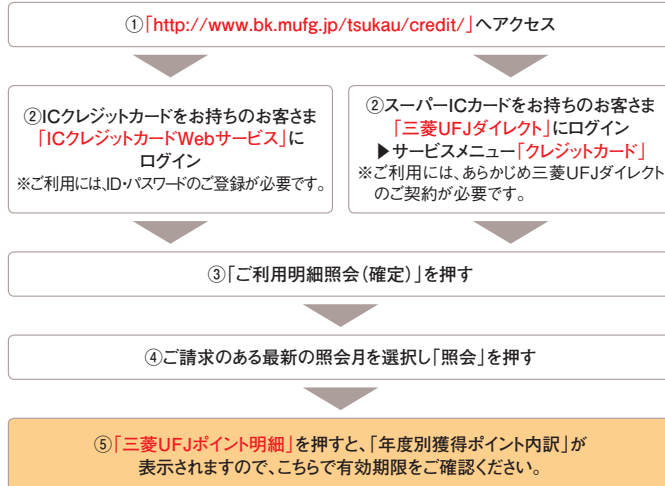 ①「http://www.bk.mufg.jp/tsukau/credit/」へアクセス
②ICクレジットカードをお持ちのお客さま
「ICクレジットカードWebサービス」に
ログイン
※ご利用には、ID・パスワードのご登録が必要です。
②スーパーICカードをお持ちのお客さま
「三菱UFJダイレクト」にログイン
▶サービスメニュー「クレジットカード」
※ご利用には、あらかじめ三菱UFJダイレクト
のご契約が必要です。
③「ご利用明細照会(確定)」を押す
④ご請求のある最新の照会月を選択し「照会」を押す
⑤「三菱UFJポイント明細」を押すと、「年度別獲得ポイント内訳」が
表示されますので、こちらで有効期限をご確認ください。